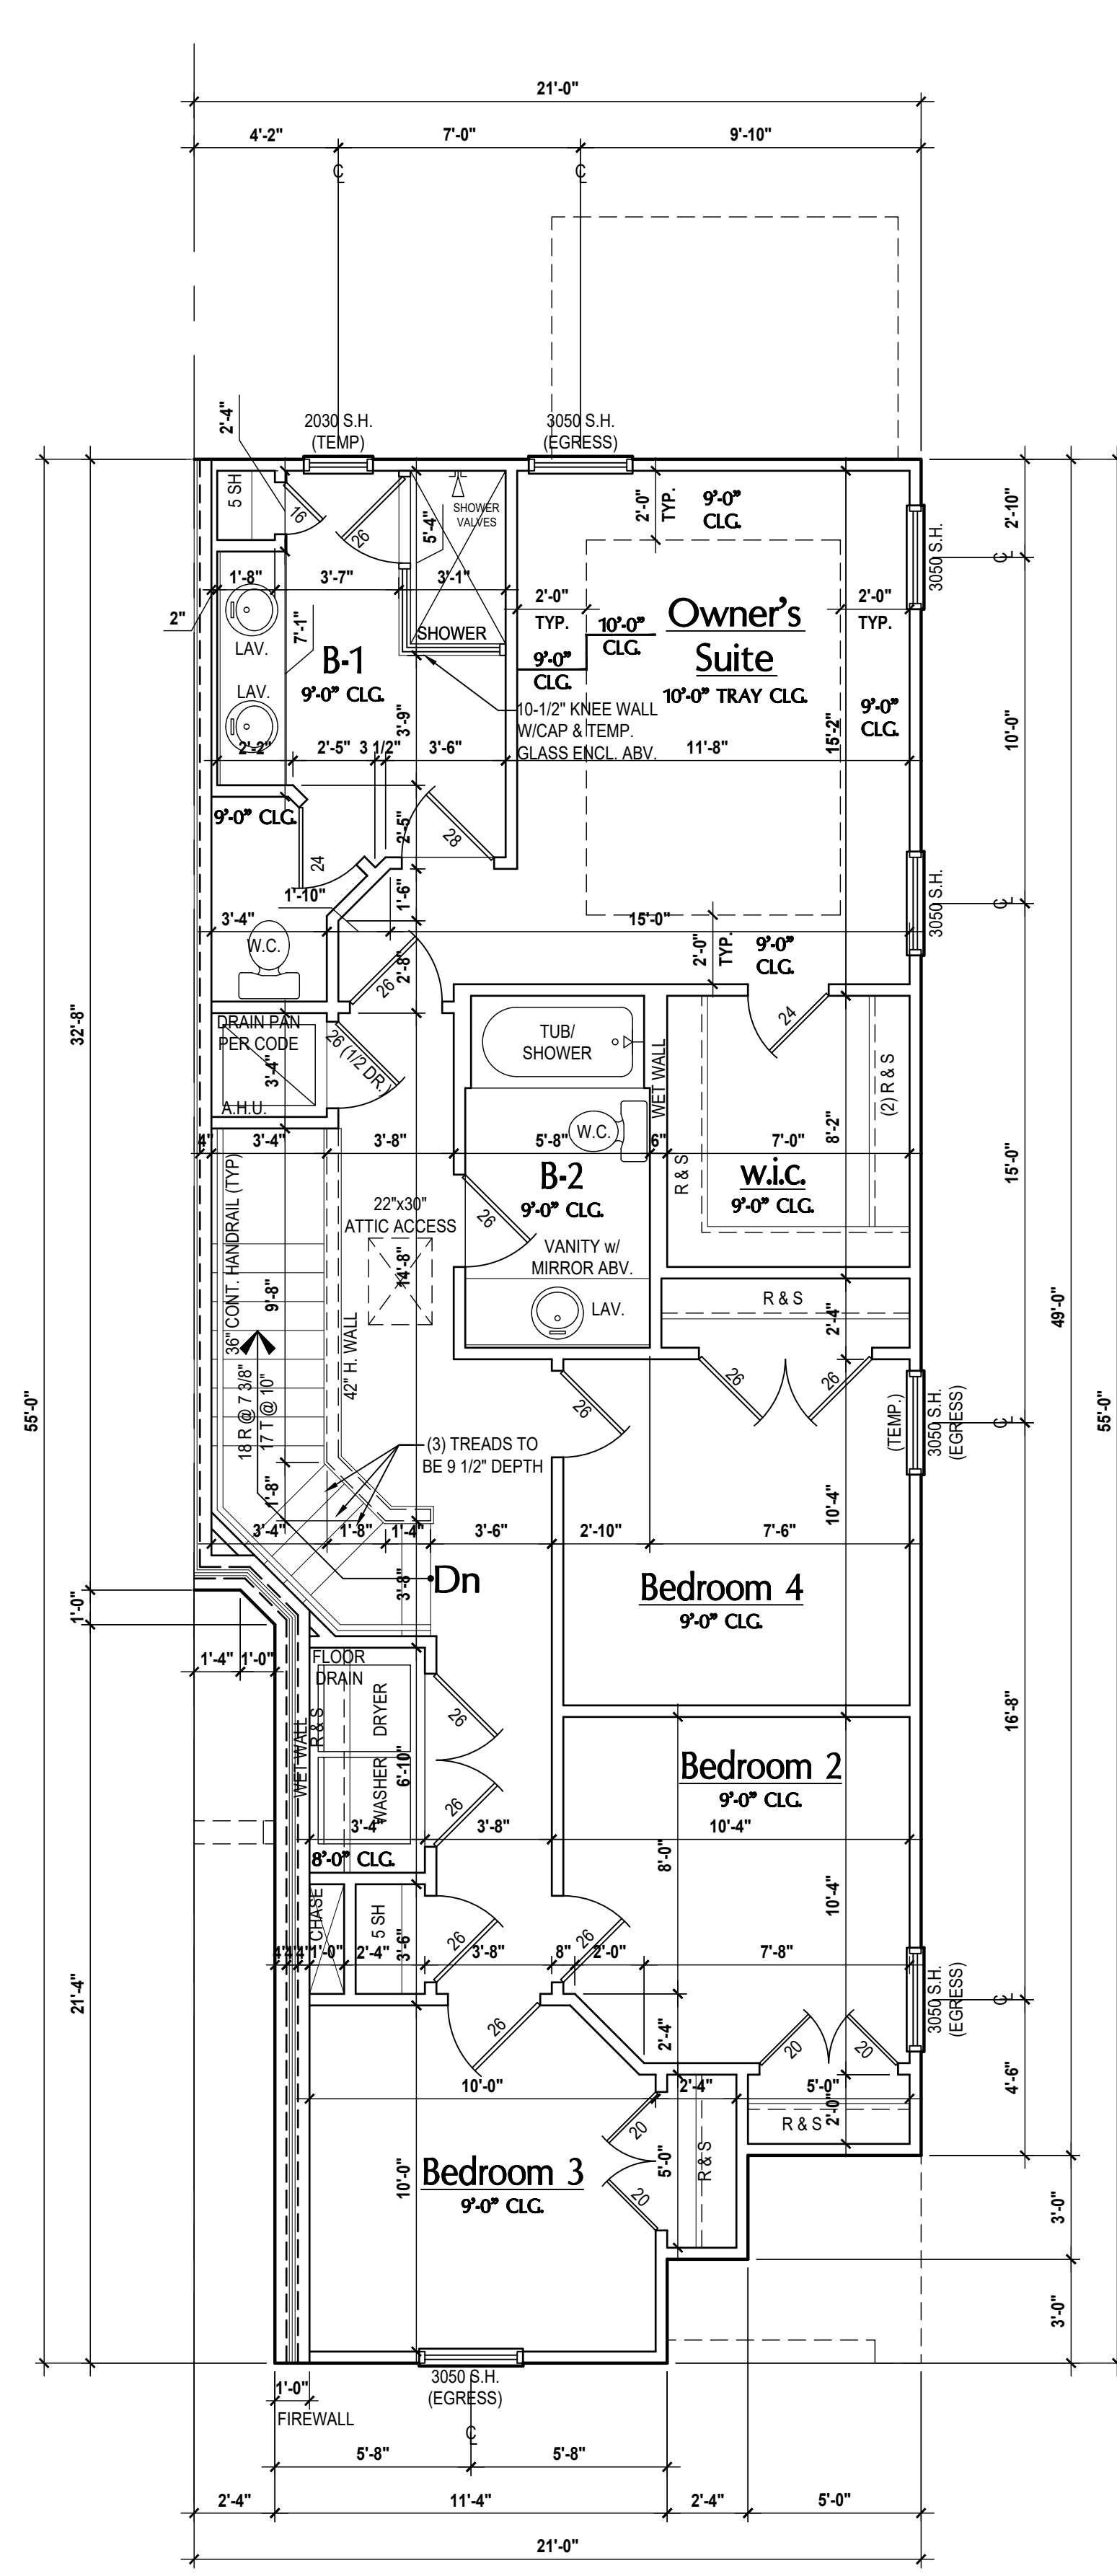 21'-0"
4'-2" 7'-0" 9'-10"
℄ ℄
2'-4"
2030 S.H.
(TEMP)
3050 S.H.
(EGRESS)
5 SH
16
26
5'-4"
SHOWER
VALVES
2'-0"
TYP.
9'-0"
CLG.
2'-10"
3050 S.H.
℄
1'-8" 3'-7" 3'-1"
2"
LAV.
7'-1"
SHOWER
2'-0"
TYP.
10'-0"
CLG.
9'-0"
CLG.
Owner's
Suite
10'-0" TRAY CLG.
2'-0"
TYP.
B-1
9'-0" CLG.
LAV.
3'-9"
10-1/2" KNEE WALL
W/CAP & TEMP.
GLASS ENCL. ABV.
9'-0"
CLG.
15'-2"
10'-0"
2'-2" 2'-5" 3 1/2" 3'-6" 11'-8"
9'-0" CLG.
2'-5"
28
24
1'-10"
1'-6"
3050 S.H.
℄
3'-4"
15'-0"
W.C.
2'-8"
26
2'-0"
TYP.
9'-0"
CLG.
32'-8"
DRAIN PAN
PER CODE
3'-4"
A.H.U.
26 (1/2 DR.)
TUB/
SHOWER
WET WALL
24
(2) R & S
8'-2"
W.C.
4" 3'-4" 3'-8" 5'-8" 6" 7'-0"
15'-0"
B-2
9'-0" CLG.
R & S
w.i.c.
9'-0" CLG.
36" CONT. HANDRAIL (TYP)
22"x30"
ATTIC ACCESS
14'-8"
26
VANITY w/
MIRROR ABV.
LAV.
9'-8"
42" H. WALL
R & S
2'-4"
49'-0"
18 R @ 7 3/8"
17 T @ 10"
26
26
26
(TEMP.)
3050 S.H.
(EGRESS)
℄
55'-0"
55'-0"
(3) TREADS TO
BE 9 1/2" DEPTH
1'-8"
10'-4"
3'-4" 1'-8" 1'-4" 3'-6" 2'-10" 7'-6"
Dn
3'-8"
Bedroom 4
9'-0" CLG.
1'-0"
1'-4" 1'-0"
FLOOR
DRAIN
R & S
WET WALL
DRYER
WASHER
6'-10"
26
26
16'-8"
Bedroom 2
9'-0" CLG.
3'-4" 3'-8" 10'-4"
8'-0" CLG.
8'-0"
10'-4"
CHASE
5 SH
3'-6"
26
26
4" 4" 4" 1'-0" 2'-4" 3'-8" 8" 2'-0" 7'-8"
21'-4"
3050 S.H.
(EGRESS)
℄
26
2'-4"
20
20
4'-6"
10'-0" 2'-4" 5'-0"
2'-0"
R & S
20
5'-0"
R & S
20
10'-0"
Bedroom 3
9'-0" CLG.
3'-0"
3'-0"
3050 S.H.
(EGRESS)
℄
1'-0"
FIREWALL
5'-8" 5'-8"
2'-4" 11'-4" 2'-4" 5'-0"
21'-0"